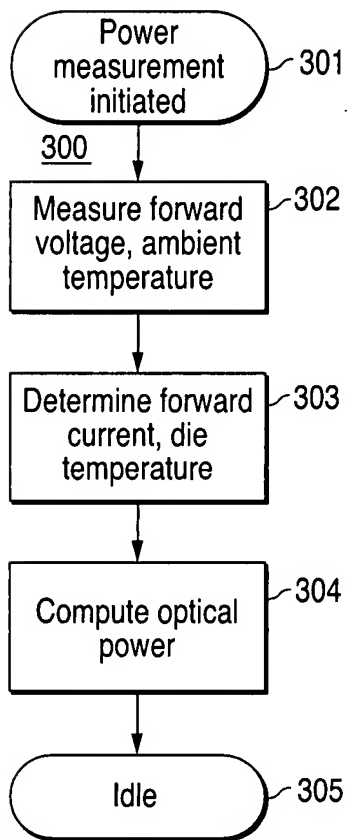 Power
measurement
initiated
301
300
Measure forward
voltage, ambient
temperature
302
Determine forward
current, die
temperature
303
Compute optical
power
304
Idle
305